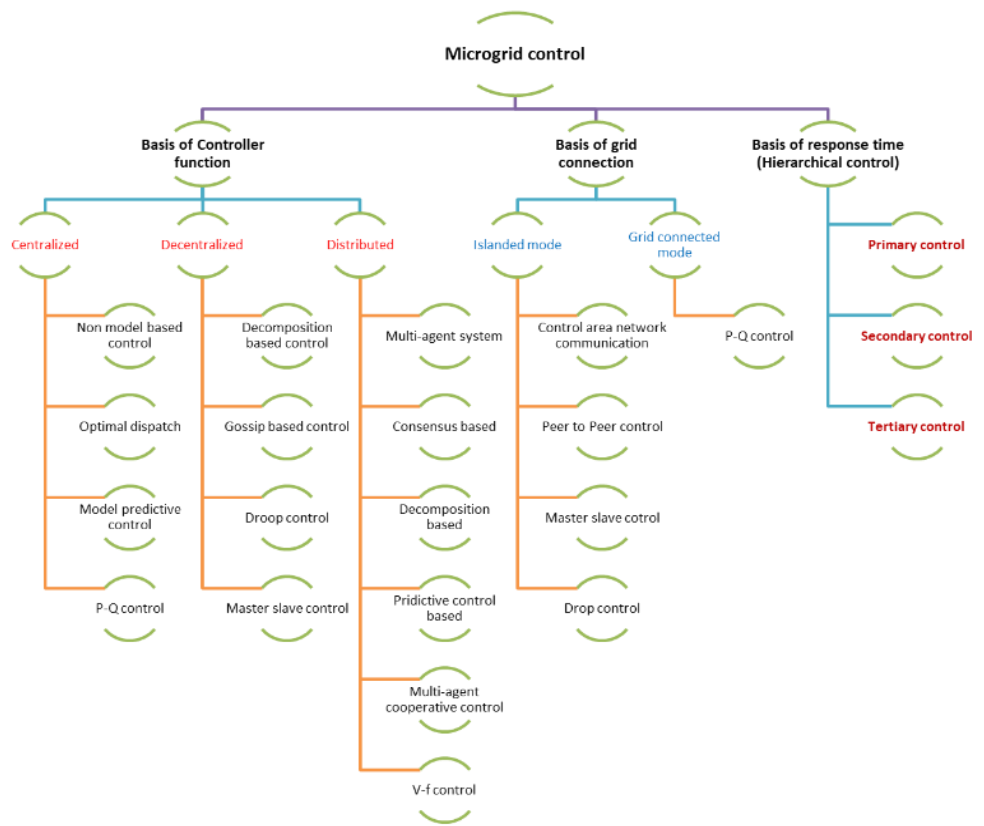 Microgrid control
Basis of Controller
function
Basis of grid
connection
Basis of response time
(Hierarchical control)
Centralized
Decentralized
Distributed
Islanded mode
Grid connected
mode
Primary control
Non model based
control
Decomposition
based control
Multi-agent system
Control area network
communication
P-Q control
Secondary control
Optimal dispatch
Gossip based control
Consensus based
Peer to Peer control
Tertiary control
Model predictive
control
Droop control
Decomposition
based
Master slave cotrol
P-Q control
Master slave control
Pridictive control
based
Drop control
Multi-agent
cooperative control
V-f control